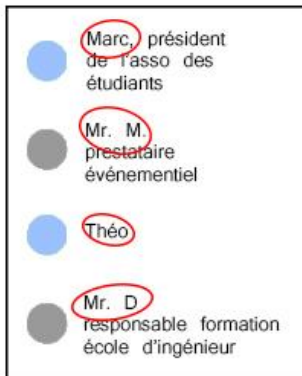 Marc, président
de l'asso des
étudiants
Mr. M.
prestataire
événementiel
Théo
Mr. D
responsable formation
école d'ingénieur